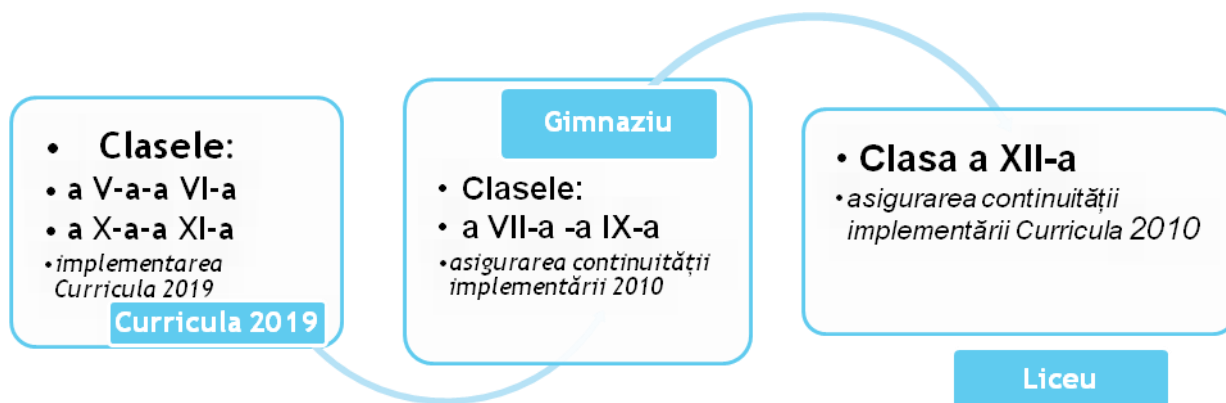 • Clasele:
• a V-a-a VI-a
• a X-a-a XI-a
• implementarea
Curricula 2019
Curricula 2019
Gimnaziu
• Clasele:
• a VII-a -a IX-a
• asigurarea continuității
implementării 2010
• Clasa a XII-a
• asigurarea continuității
implementării Curricula 2010
Liceu